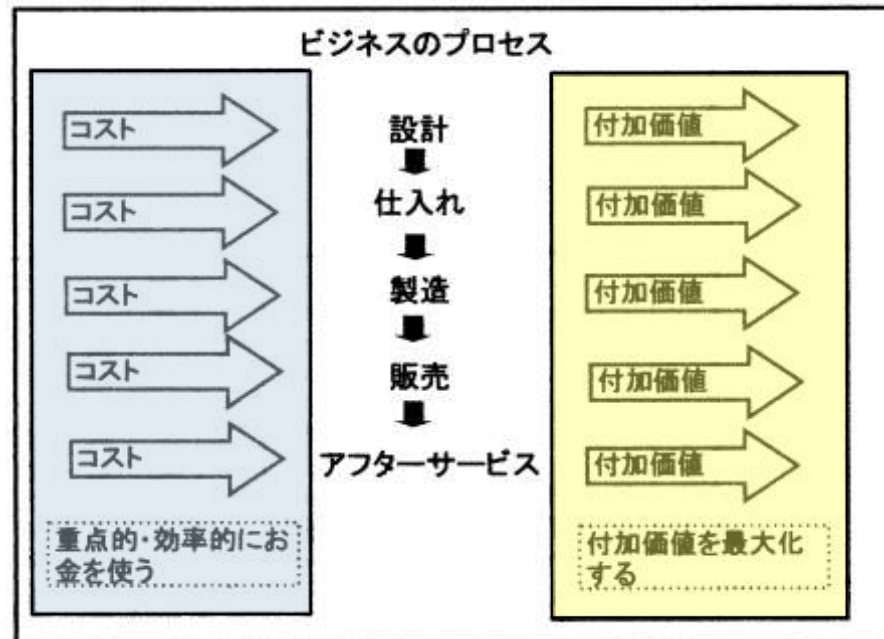 ビジネスのプロセス
コスト
設計
付加価値
コスト
仕入れ
付加価値
コスト
製造
付加価値
コスト
販売
付加価値
コスト
アフターサービス
付加価値
重点的・効率的にお
金を使う
付加価値を最大化
する